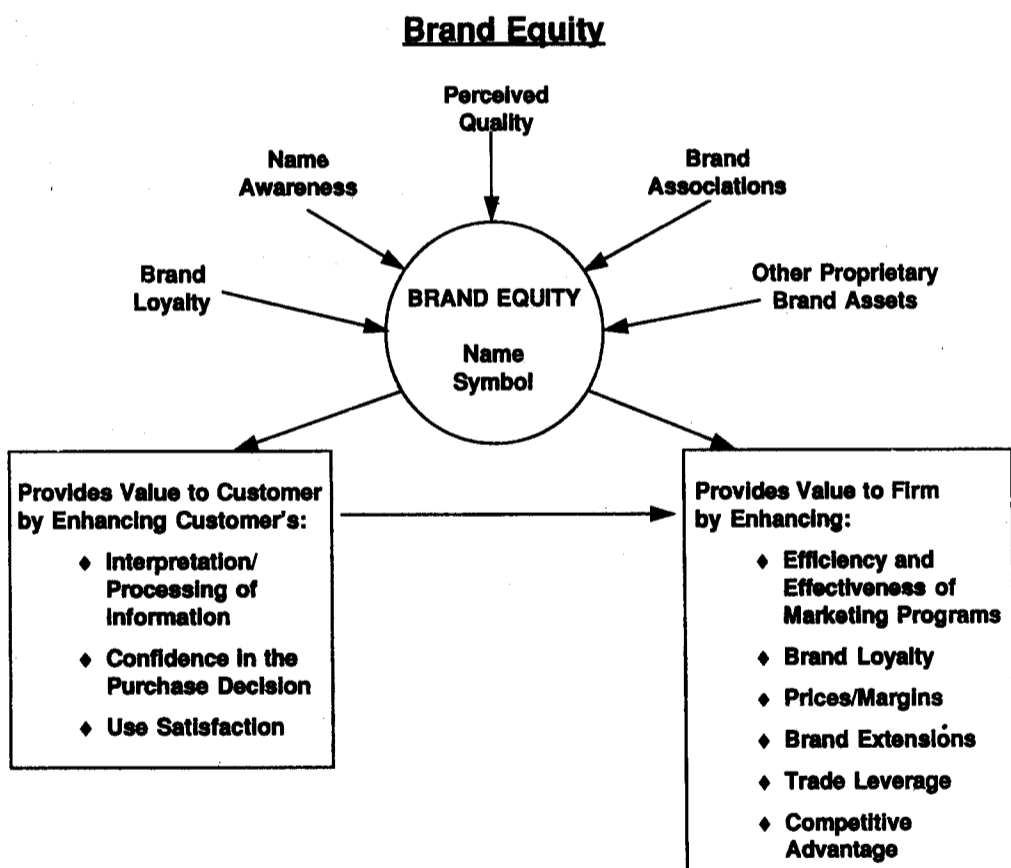 Brand Equity
Perceived
Quality
Name
Awareness
Brand
Associations
Brand
Loyalty
Other Proprietary
Brand Assets
BRAND EQUITY
Name
Symbol
Provides Value to Customer
by Enhancing Customer's:
♦ Interpretation/
Processing of
Information
♦ Confidence in the
Purchase Decision
♦ Use Satisfaction
Provides Value to Firm
by Enhancing:
♦ Efficiency and
Effectiveness of
Marketing Programs
♦ Brand Loyalty
♦ Prices/Margins
♦ Brand Extensions
♦ Trade Leverage
♦ Competitive
Advantage